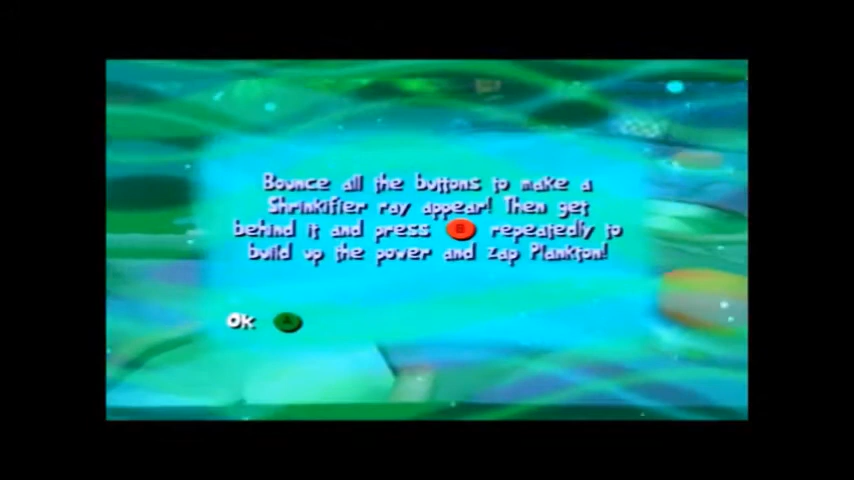 Bounce all the buttons to make a
Shrinkifier ray appear! Then get
behind it and press B repeatedly to
build up the power and zap Plankton!
OK A